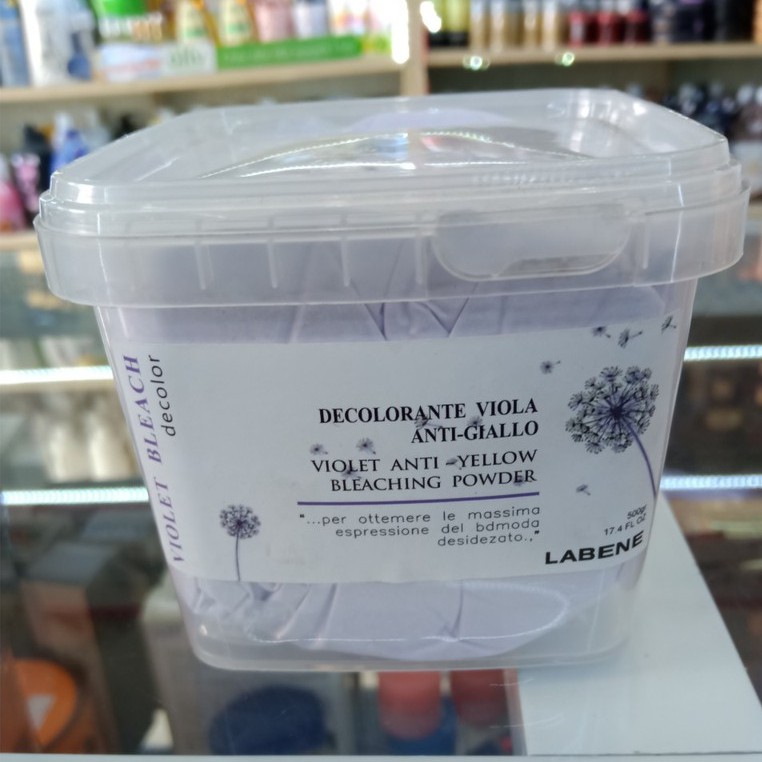 VIOLET BLEACH
decolor
DECOLORANTE VIOLA
ANTI-GIALLO
VIOLET ANTI -YELLOW
BLEACHING POWDER
"...per ottemere le massima
espressione del bdmoda
desidezato.,"
500gr
17.4 FL OZ
LABENE